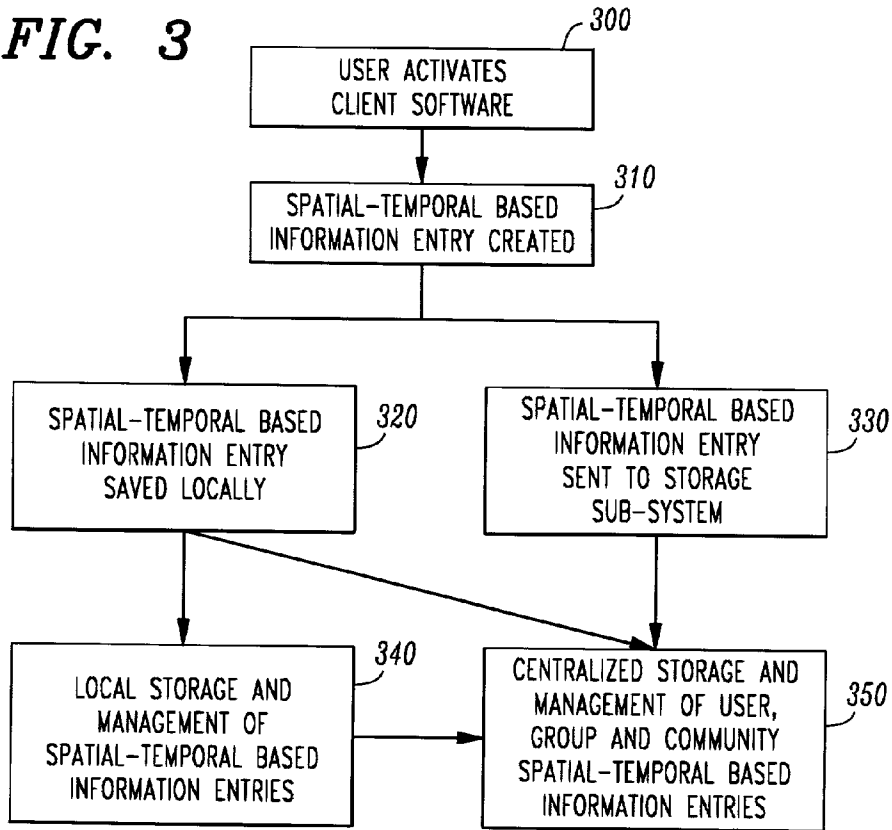 FIG. 3
300
USER ACTIVATES
CLIENT SOFTWARE
310
SPATIAL-TEMPORAL BASED
INFORMATION ENTRY CREATED
SPATIAL-TEMPORAL BASED
INFORMATION ENTRY
SAVED LOCALLY
320
SPATIAL-TEMPORAL BASED
INFORMATION ENTRY
SENT TO STORAGE
SUB-SYSTEM
330
LOCAL STORAGE AND
MANAGEMENT OF
SPATIAL-TEMPORAL BASED
INFORMATION ENTRIES
340
CENTRALIZED STORAGE AND
MANAGEMENT OF USER,
GROUP AND COMMUNITY
SPATIAL-TEMPORAL BASED
INFORMATION ENTRIES
350